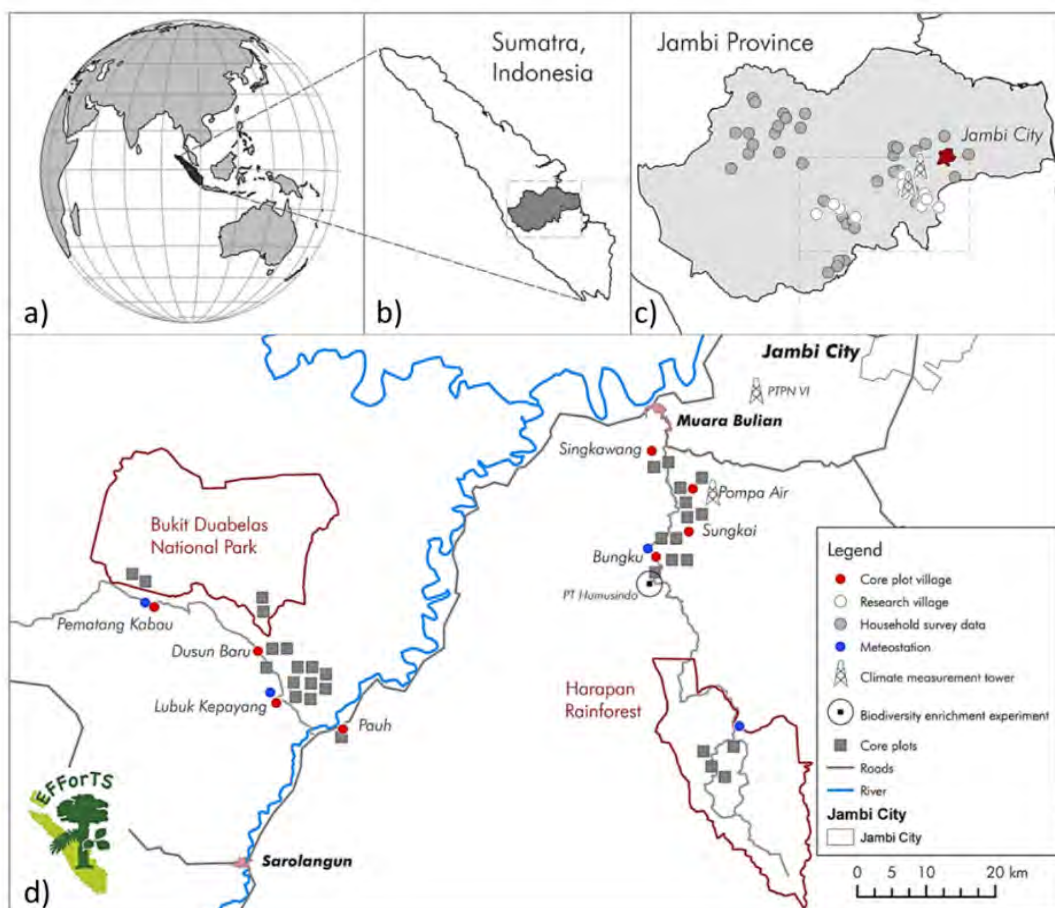 Sumatra,
Indonesia
Jambi Province
Jambi City
a)
b)
c)
Jambi City
PTPN VI
Muara Bulian
Singkawang
Pompa Air
Sungkai
Bungku
PT Humusindo
Bukit Duabelas
National Park
Pematang Kabau
Dusun Baru
Lubuk Kepayang
Pauh
Harapan
Rainforest
Sarolangun
EFForTS
d)
Legend
Core plot village
Research village
Household survey data
Meteostation
Climate measurement tower
Biodiversity enrichment experiment
Core plots
Roads
River
Jambi City
Jambi City
0 5 10 20 km